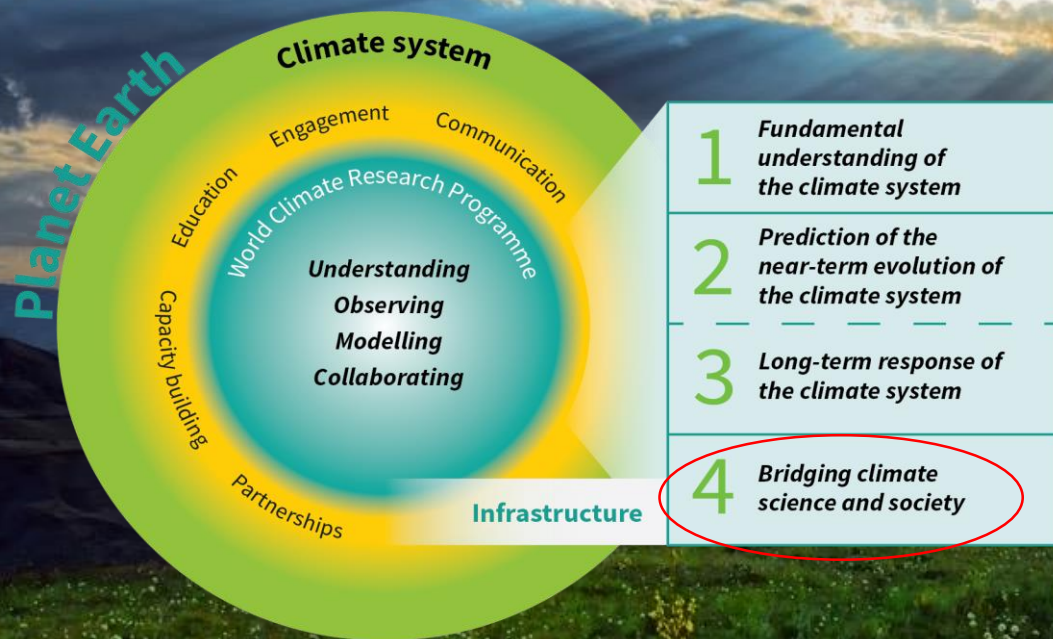 Planet Earth
Climate system
Engagement
Communication
Education
Capacity building
Partnerships
World Climate Research Programme
Understanding
Observing
Modelling
Collaborating
Infrastructure
1
Fundamental
understanding of
the climate system
2
Prediction of the
near-term evolution of
the climate system
3
Long-term response of
the climate system
4
Bridging climate
science and society